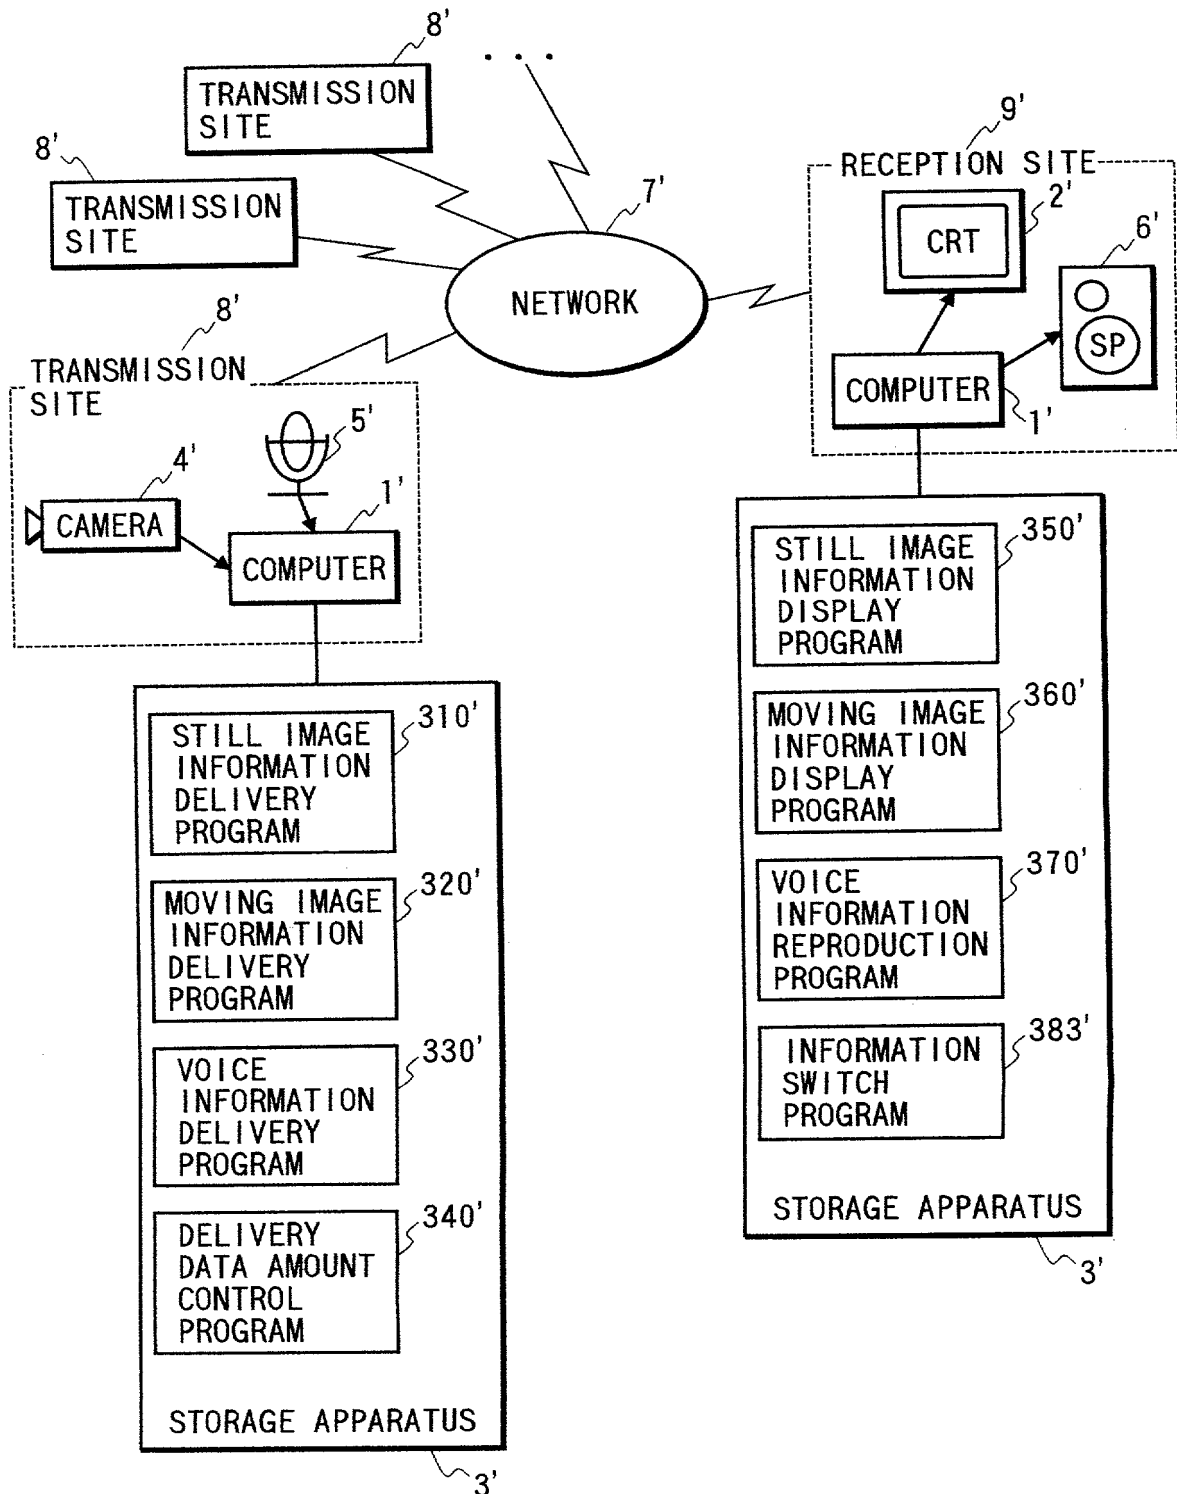 8'
TRANSMISSION
SITE
...
8'
TRANSMISSION
SITE
7'
NETWORK
9'
RECEPTION SITE
2'
CRT
6'
SP
COMPUTER
1'
8'
TRANSMISSION
SITE
5'
4'
CAMERA
1'
COMPUTER
310'
STILL IMAGE
INFORMATION
DELIVERY
PROGRAM
320'
MOVING IMAGE
INFORMATION
DELIVERY
PROGRAM
330'
VOICE
INFORMATION
DELIVERY
PROGRAM
340'
DELIVERY
DATA AMOUNT
CONTROL
PROGRAM
STORAGE APPARATUS
3'
350'
STILL IMAGE
INFORMATION
DISPLAY
PROGRAM
360'
MOVING IMAGE
INFORMATION
DISPLAY
PROGRAM
370'
VOICE
INFORMATION
REPRODUCTION
PROGRAM
383'
INFORMATION
SWITCH
PROGRAM
STORAGE APPARATUS
3'